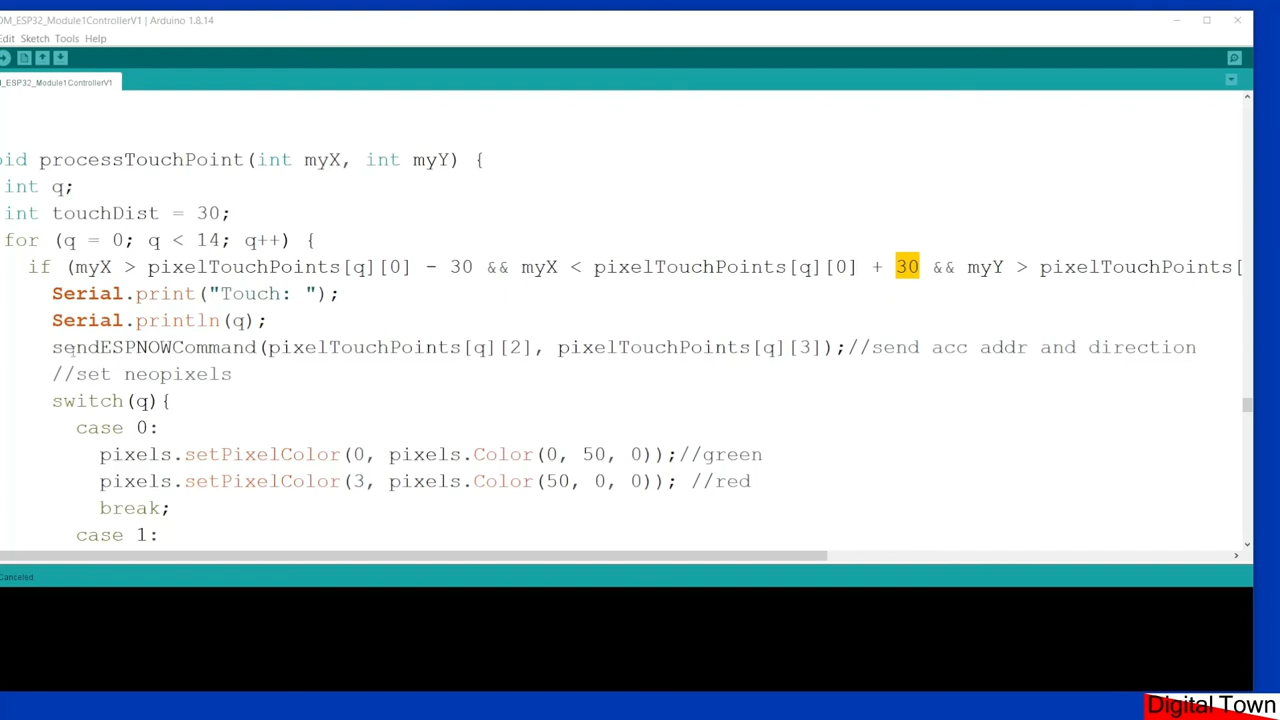 OM_ESP32_Module1ControllerV1 | Arduino 1.8.14
Edit Sketch Tools Help
_ESP32_Module1ControllerV1
oid processTouchPoint(int myX, int myY) {
int q;
int touchDist = 30;
for (q = 0; q < 14; q++) {
if (myX > pixelTouchPoints[q][0] - 30 && myX < pixelTouchPoints[q][0] + 30 && myY > pixelTouchPoints[
Serial.print("Touch: ");
Serial.println(q);
sendESPNOWCommand(pixelTouchPoints[q][2], pixelTouchPoints[q][3]);//send acc addr and direction
//set neopixels
switch(q){
case 0:
pixels.setPixelColor(0, pixels.Color(0, 50, 0));//green
pixels.setPixelColor(3, pixels.Color(50, 0, 0)); //red
break;
case 1:
Canceled
Digital Town